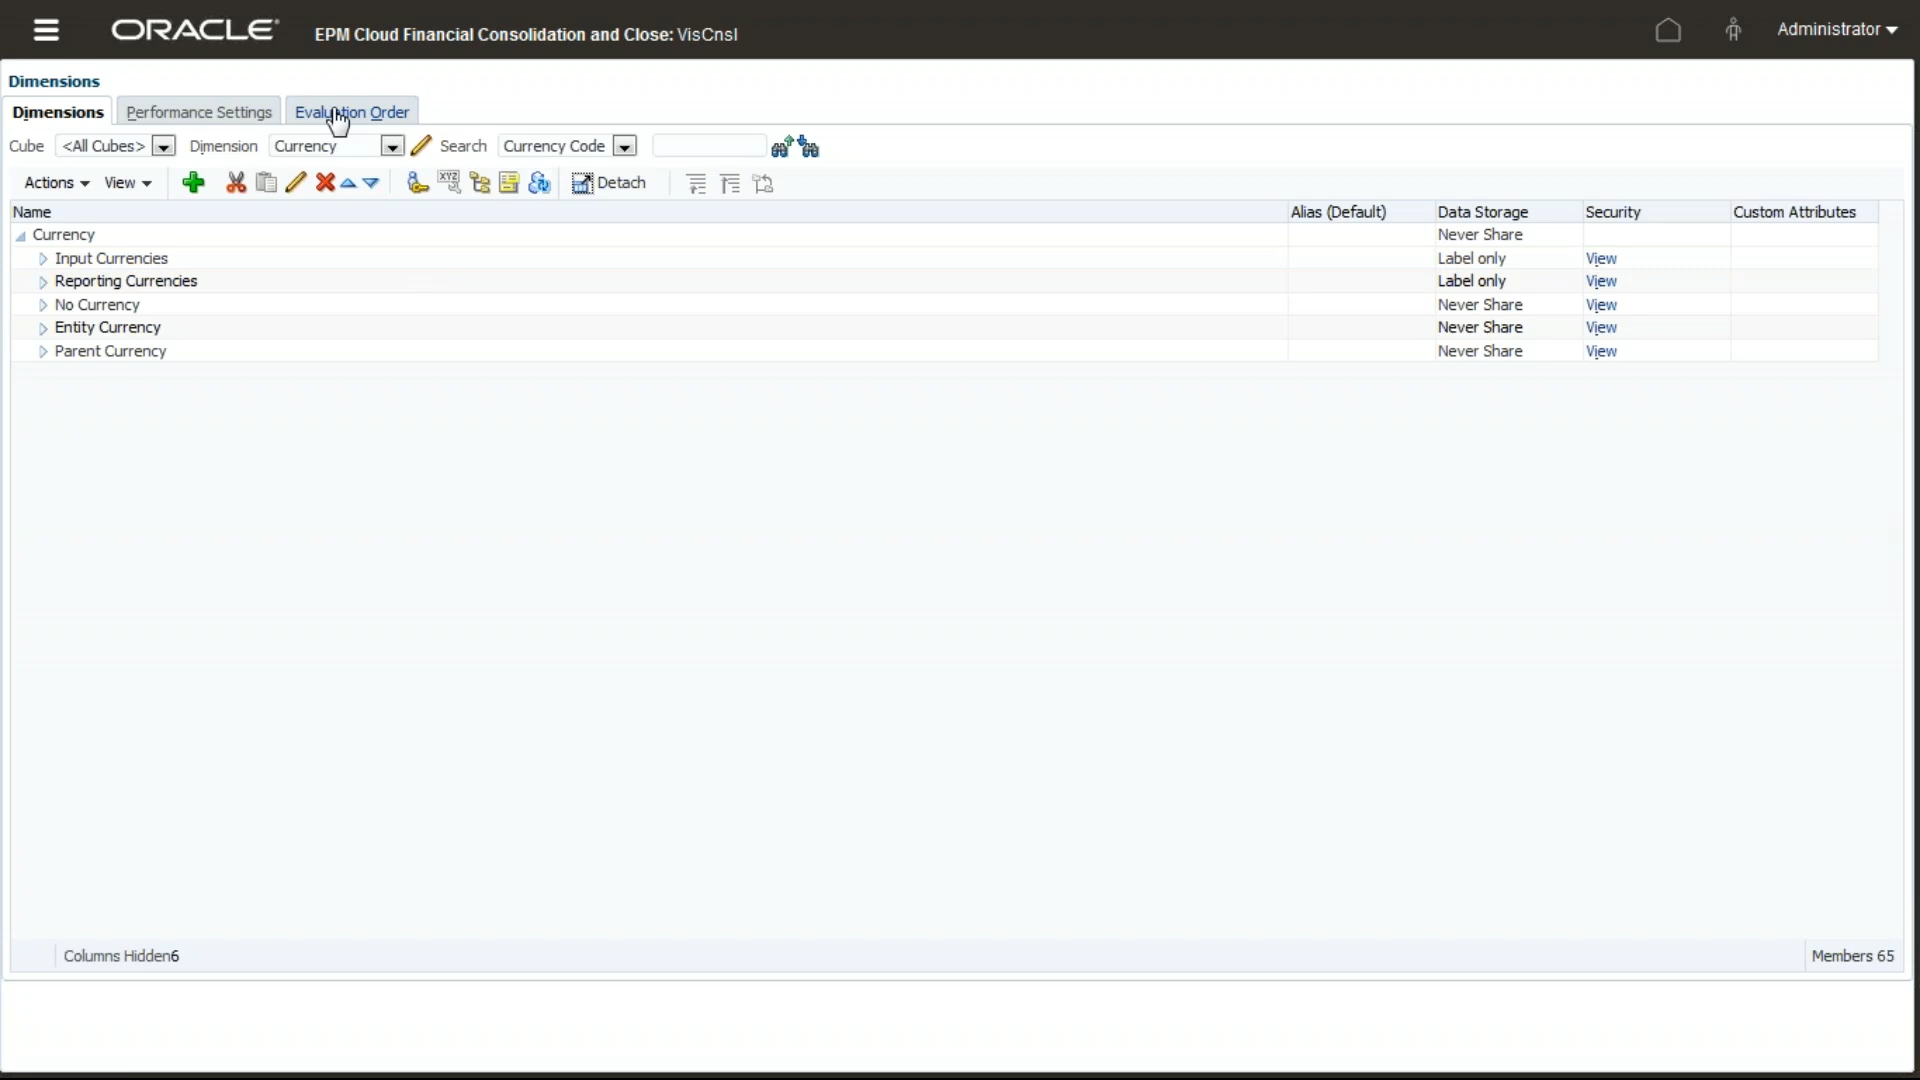 ORACLE EPM Cloud Financial Consolidation and Close: VisCnsl Administrator
Dimensions
Dimensions Performance Settings Evaluation Order
Cube <All Cubes> Dimension Currency Search Currency Code
Actions View XYZ Detach
Name Alias (Default) Data Storage Security Custom Attributes
Currency Never Share
Input Currencies Label only View
Reporting Currencies Label only View
No Currency Never Share View
Entity Currency Never Share View
Parent Currency Never Share View
Columns Hidden6 Members 65